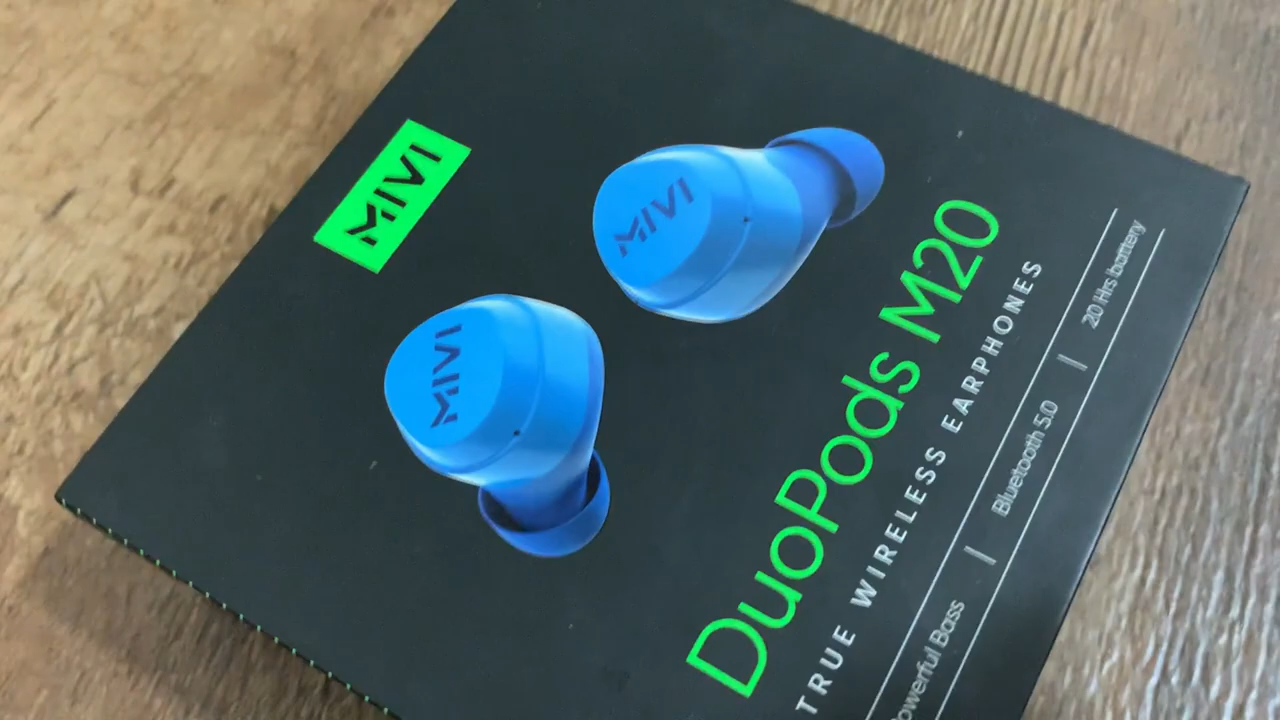 MIVI
MIVI
MIVI
DuoPods M20
TRUE WIRELESS EARPHONES
Powerful Bass | Bluetooth 5.0 | 20 Hrs battery